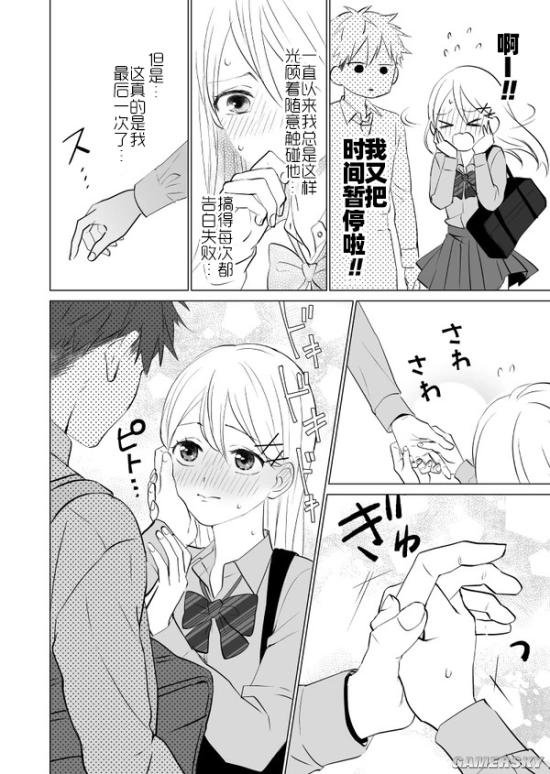 啊ー!!
我又把
时间暂停啦!!
一直以来我总是这样
光顾着随意触碰他…
搞得每次都
告白失败…
但是…
这真的是我
最后一次了…
スッ
さわ
さわ
ぎゅ
ドキ
ドキ
ピト…
GAMERSKY